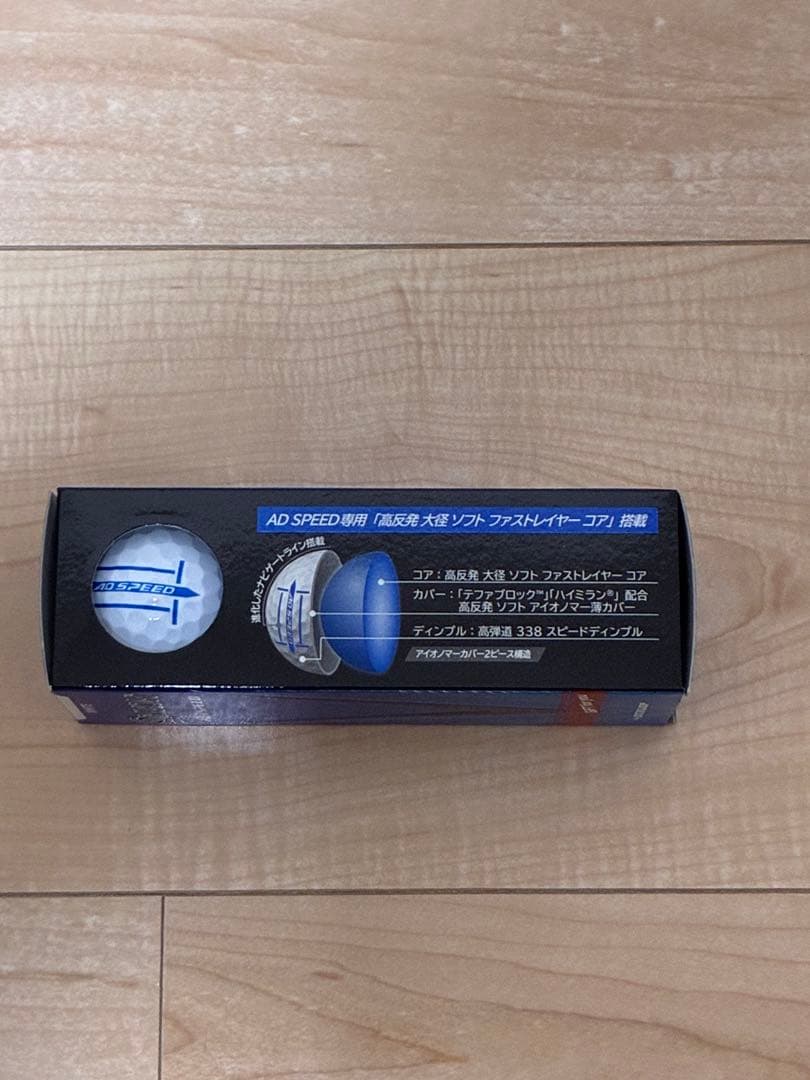 AD SPEED専用「高反発 大径 ソフト ファストレイヤー コア」搭載
AD SPEED
進化したナビゲートライン搭載
AD SPEED
コア：高反発 大径 ソフト ファストレイヤー コア
カバー：「テファブロック™」「ハイミラン®」配合
高反発 ソフト アイオノマー薄カバー
ディンプル：高弾道 338 スピードディンプル
アイオノマーカバー2ピース構造